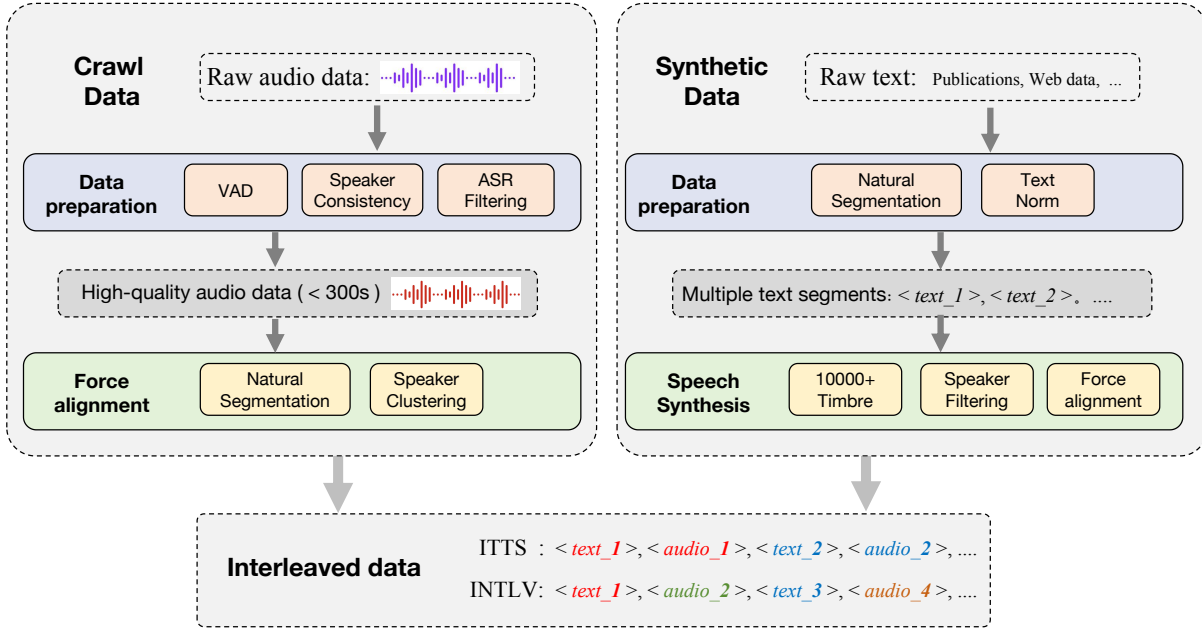 Crawl
Data
Raw audio data:
Data
preparation
VAD
Speaker
Consistency
ASR
Filtering
High-quality audio data ( < 300s )
Force
alignment
Natural
Segmentation
Speaker
Clustering
Synthetic
Data
Raw text: Publications, Web data, ...
Data
preparation
Natural
Segmentation
Text
Norm
Multiple text segments: < text_1 >, < text_2 >。....
Speech
Synthesis
10000+
Timbre
Speaker
Filtering
Force
alignment
Interleaved data
ITTS : < text_1 >, < audio_1 >, < text_2 >, < audio_2 >, ....
INTLV: < text_1 >, < audio_2 >, < text_3 >, < audio_4 >, ....